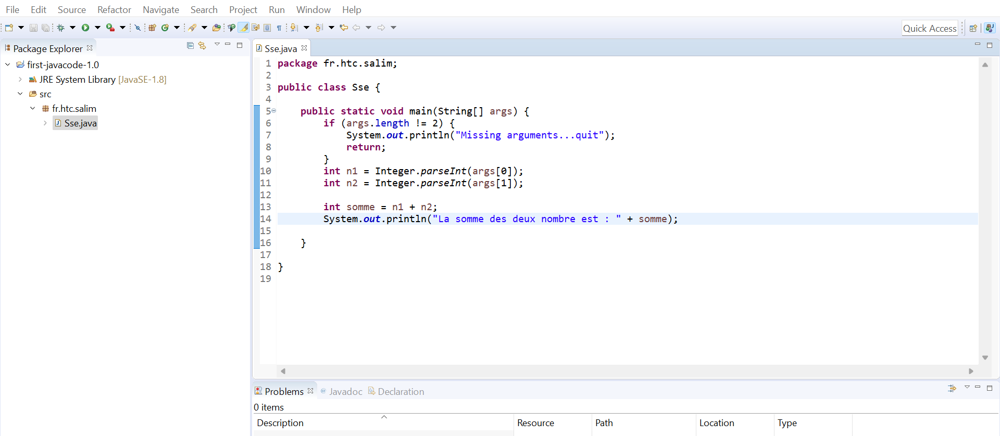 File Edit Source Refactor Navigate Search Project Run Window Help
Quick Access
Package Explorer
first-javacode-1.0
JRE System Library [JavaSE-1.8]
src
fr.htc.salim
Sse.java
Sse.java
1 package fr.htc.salim;
2
3 public class Sse {
4
5 public static void main(String[] args) {
6 if (args.length != 2) {
7 System.out.println("Missing arguments...quit");
8 return;
9 }
10 int n1 = Integer.parseInt(args[0]);
11 int n2 = Integer.parseInt(args[1]);
12
13 int somme = n1 + n2;
14 System.out.println("La somme des deux nombre est : " + somme);
15
16 }
17
18 }
19
Problems @ Javadoc Declaration
0 items
Description Resource Path Location Type